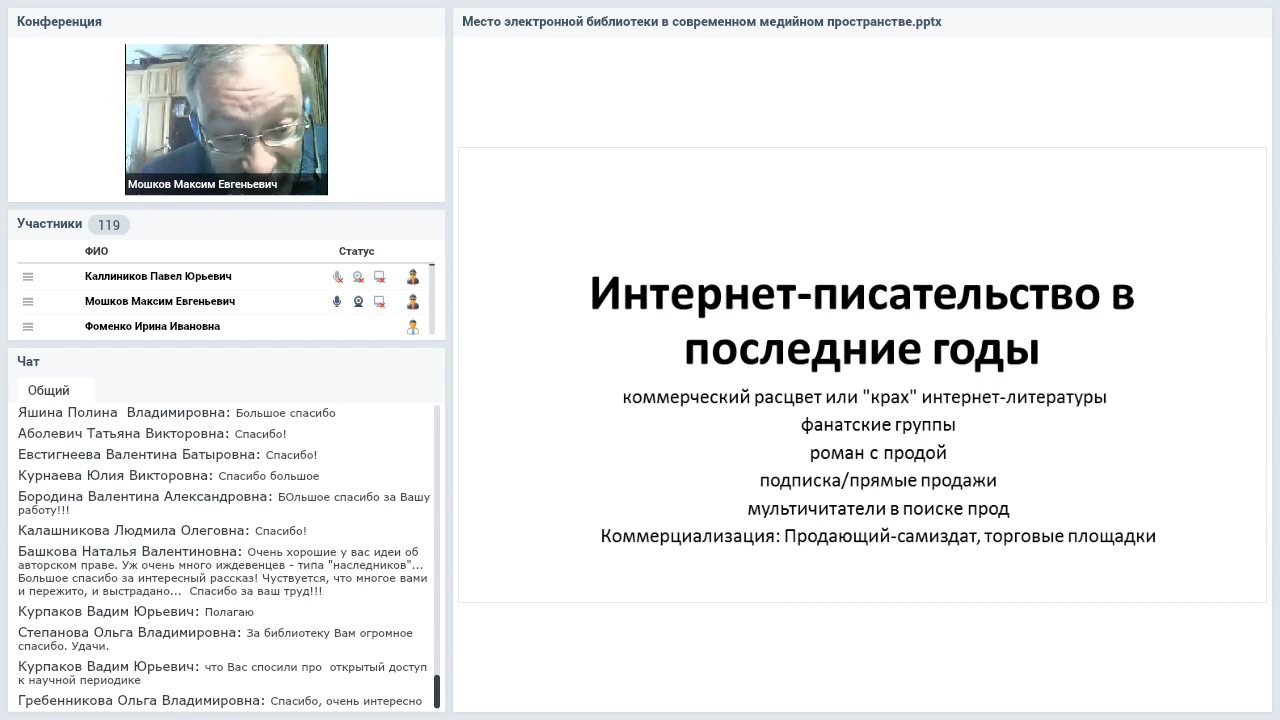 Конференция
Мошков Максим Евгеньевич
Участники 119
ФИО Статус
Каллиников Павел Юрьевич
Мошков Максим Евгеньевич
Фоменко Ирина Ивановна
Чат
Общий
Яшина Полина Владимировна: Большое спасибо
Аболевич Татьяна Викторовна: Спасибо!
Евстигнеева Валентина Батыровна: Спасибо!
Курнаева Юлия Викторовна: Спасибо большое
Бородина Валентина Александровна: БОльшое спасибо за Вашу
работу!!!
Калашникова Людмила Олеговна: Спасибо!
Башкова Наталья Валентиновна: Очень хорошие у вас идеи об
авторском праве. Уж очень много иждевенцев - типа "наследников"...
Большое спасибо за интересный рассказ! Чуствуется, что многое вами
и пережито, и выстрадано... Спасибо за ваш труд!!!
Курпаков Вадим Юрьевич: Полагаю
Степанова Ольга Владимировна: За библиотеку Вам огромное
спасибо. Удачи.
Курпаков Вадим Юрьевич: что Вас спосили про открытый доступ
к научной периодике
Гребенникова Ольга Владимировна: Спасибо, очень интересно
Место электронной библиотеки в современном медийном пространстве.pptx
Интернет-писательство в
последние годы
коммерческий расцвет или "крах" интернет-литературы
фанатские группы
роман с продой
подписка/прямые продажи
мультичитатели в поиске прод
Коммерциализация: Продающий-самиздат, торговые площадки